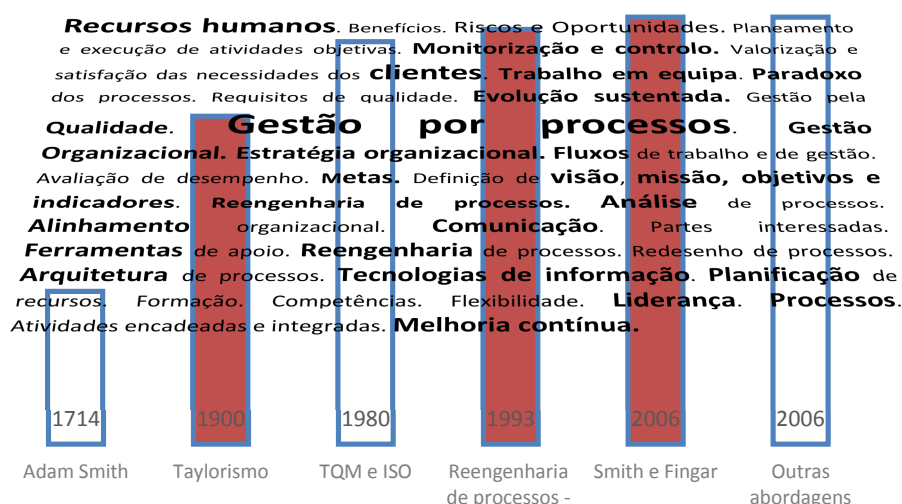 Recursos humanos. Benefícios. Riscos e Oportunidades. Planeamento
e execução de atividades objetivas. Monitorização e controlo. Valorização e
satisfação das necessidades dos clientes. Trabalho em equipa. Paradoxo
dos processos. Requisitos de qualidade. Evolução sustentada. Gestão pela
Qualidade. Gestão por processos. Gestão
Organizacional. Estratégia organizacional. Fluxos de trabalho e de gestão.
Avaliação de desempenho. Metas. Definição de visão, missão, objetivos e
indicadores. Reengenharia de processos. Análise de processos.
Alinhamento organizacional. Comunicação. Partes interessadas.
Ferramentas de apoio. Reengenharia de processos. Redesenho de processos.
Arquitetura de processos. Tecnologias de informação. Planificação de
recursos. Formação. Competências. Flexibilidade. Liderança. Processos.
Atividades encadeadas e integradas. Melhoria contínua.
1714 1900 1980 1993 2006 2006
Adam Smith Taylorismo TQM e ISO Reengenharia Smith e Fingar Outras
de processos - abordagens